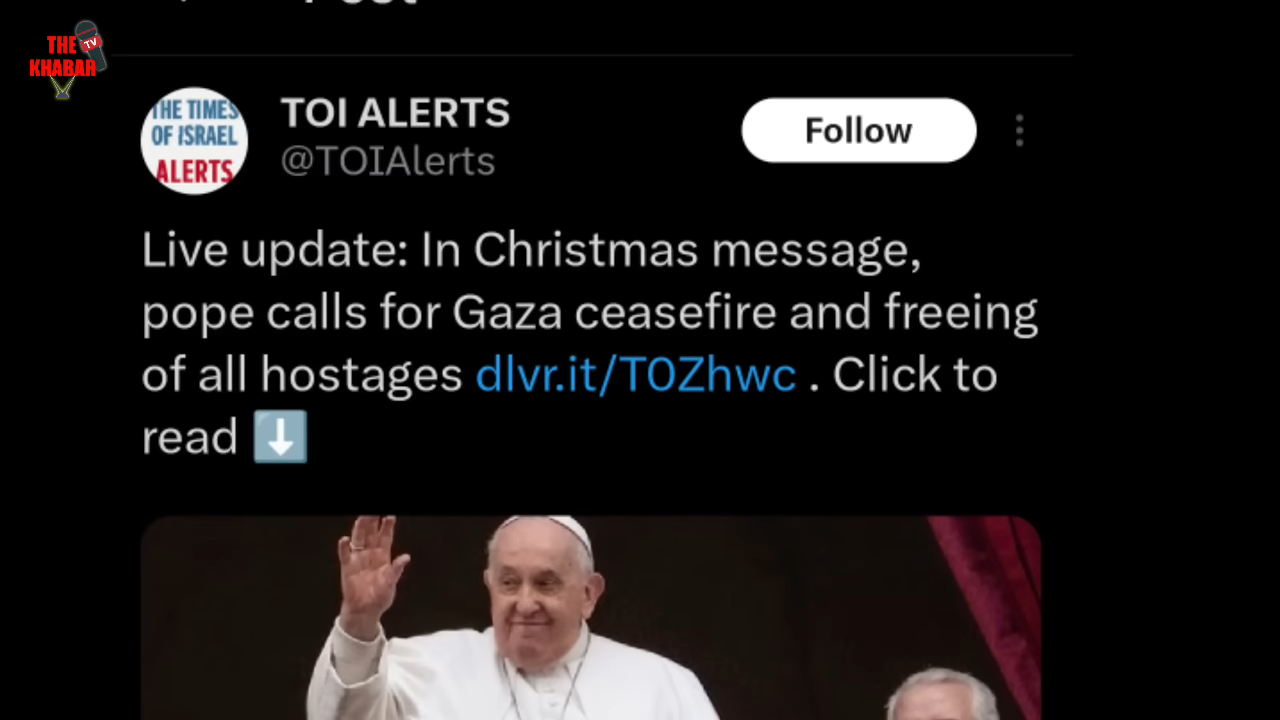 THE
TV
KHABAR
THE TIMES
OF ISRAEL
ALERTS
TOI ALERTS
@TOIAlerts
Follow
Live update: In Christmas message,
pope calls for Gaza ceasefire and freeing
of all hostages dlvr.it/T0Zhwc . Click to
read ⬇️